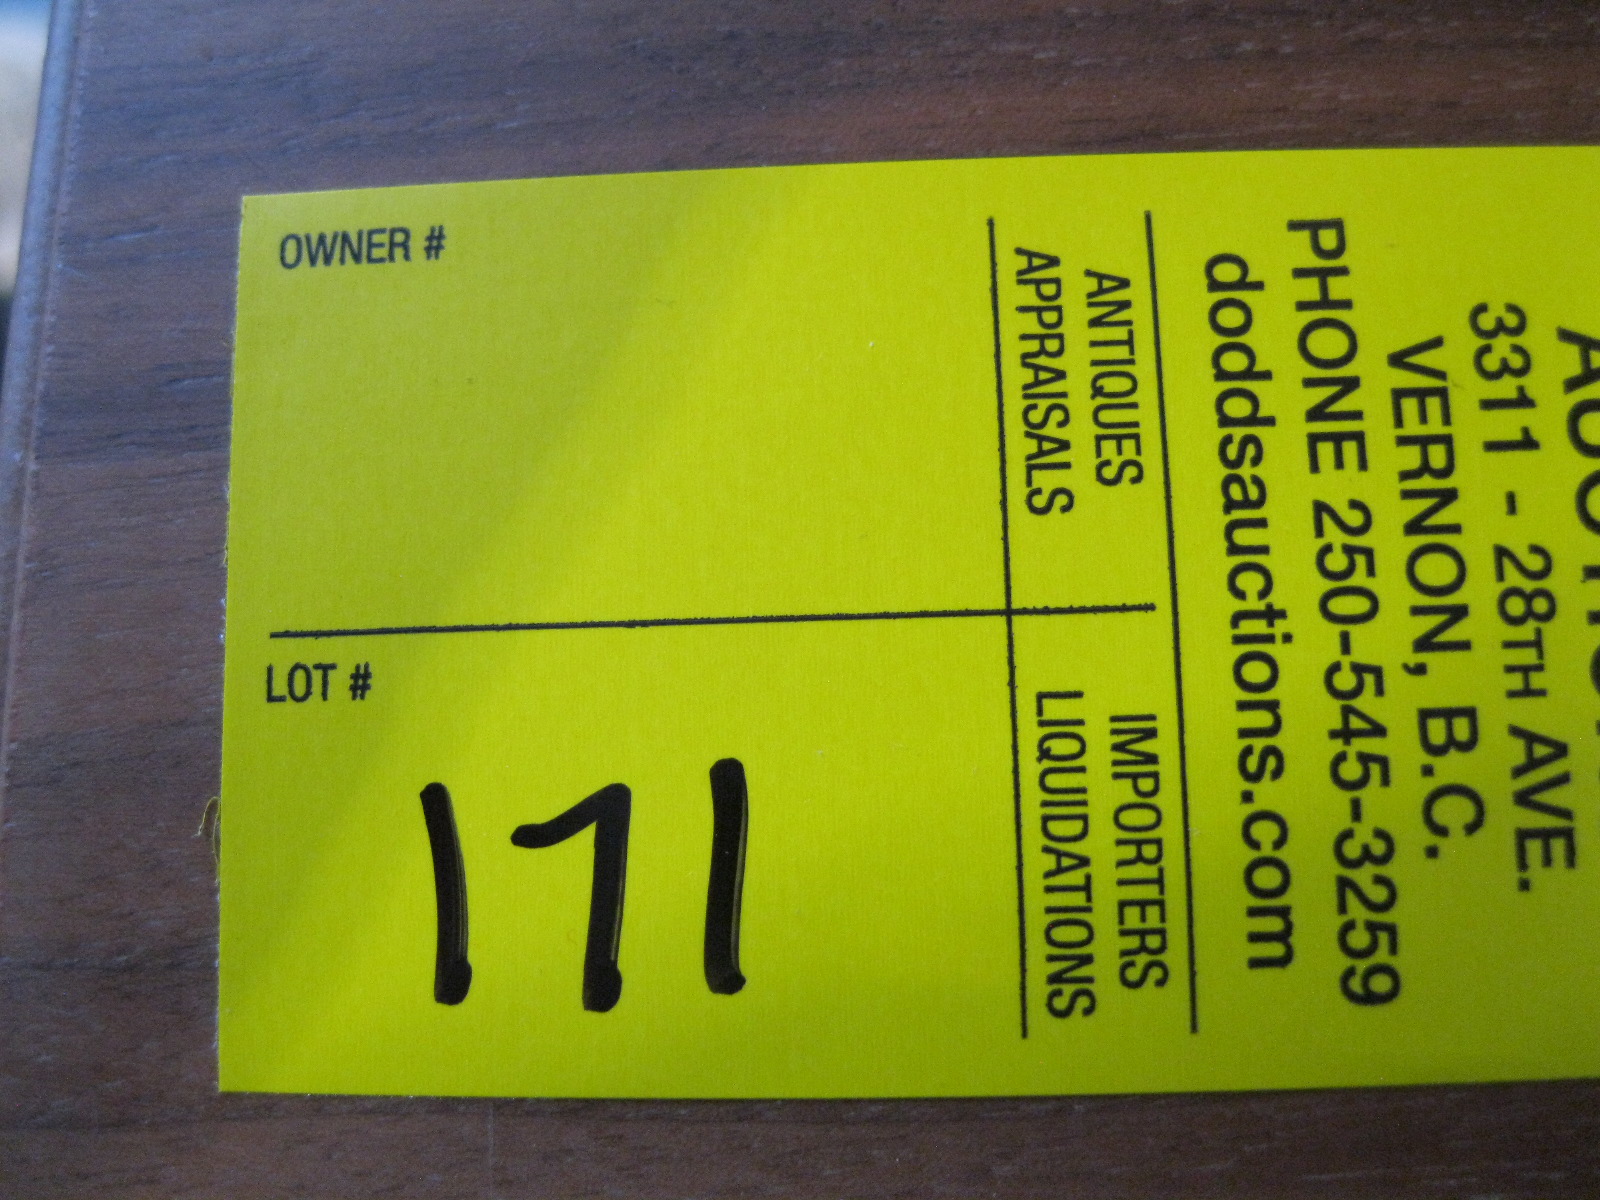 3311 - 28TH AVE.
VERNON, B.C.
PHONE 250-545-3259
doddsauctions.com
ANTIQUES
APPRAISALS
IMPORTERS
LIQUIDATIONS
OWNER #
LOT #
171